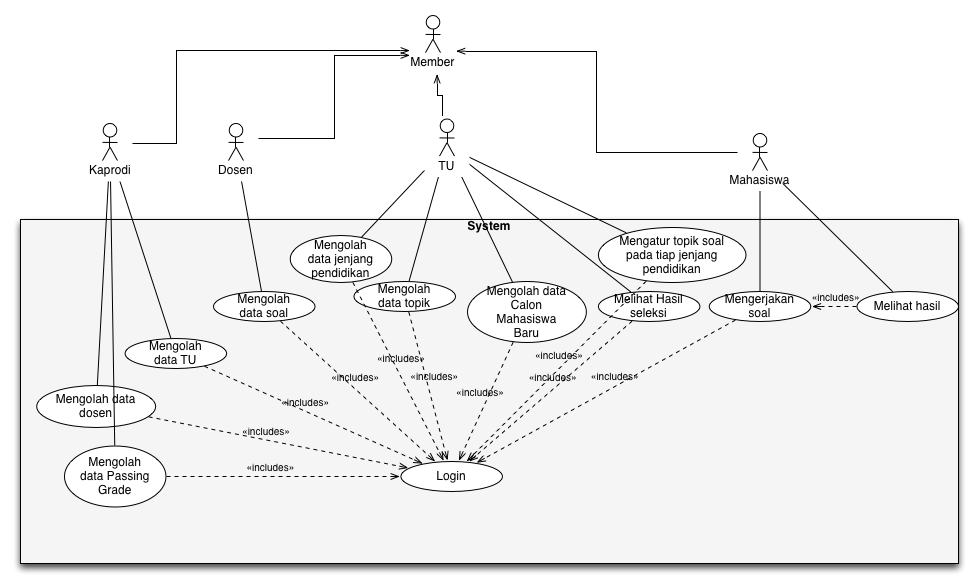 Member
Kaprodi
Dosen
TU
Mahasiswa
System
Mengolah
data jenjang
pendidikan
Mengatur topik soal
pada tiap jenjang
pendidikan
Mengolah
data soal
Mengolah
data topik
Mengolah data
Calon
Mahasiswa
Baru
Melihat Hasil
seleksi
Mengerjakan
soal
«includes»
Melihat hasil
Mengolah
data TU
«includes»
«includes»
«includes»
«includes»
«includes»
«includes»
«includes»
Mengolah data
dosen
«includes»
«includes»
Mengolah
data Passing
Grade
«includes»
Login